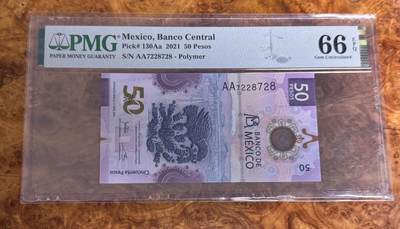 PMG
PAPER MONEY GUARANTY
Mexico, Banco Central
Pick# 130Aa 2021 50 Pesos
S/N AA7228728 - Polymer
66 EPQ
Gem Uncirculated
50
AA7228728
50
PESOS
BANCO DE
MÉXICO
Cincuenta Pesos
50